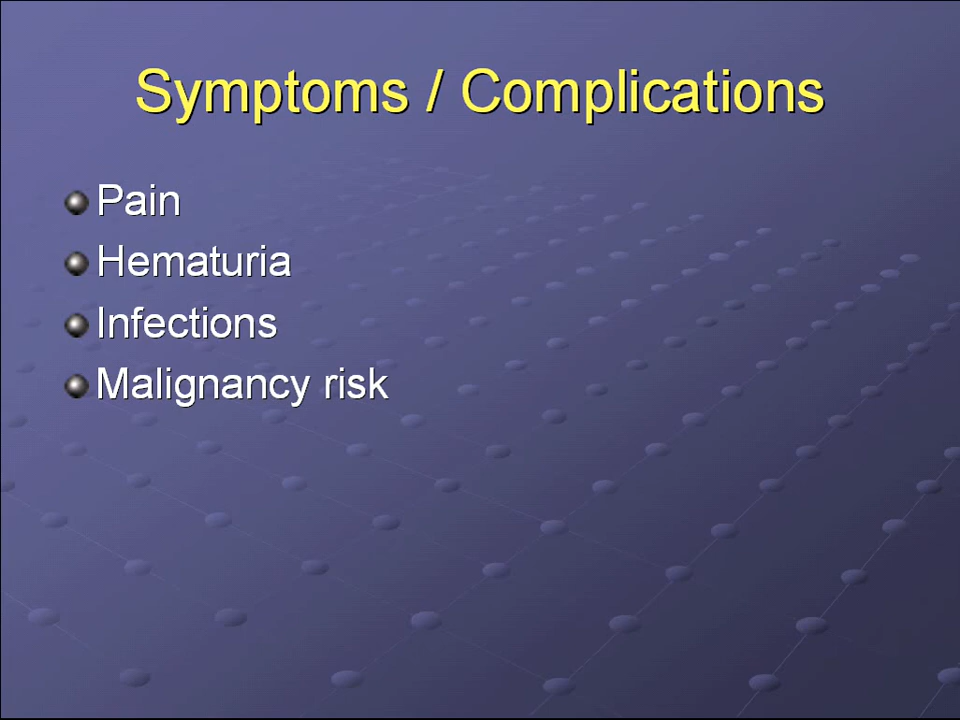 Symptoms / Complications
Pain
Hematuria
Infections
Malignancy risk